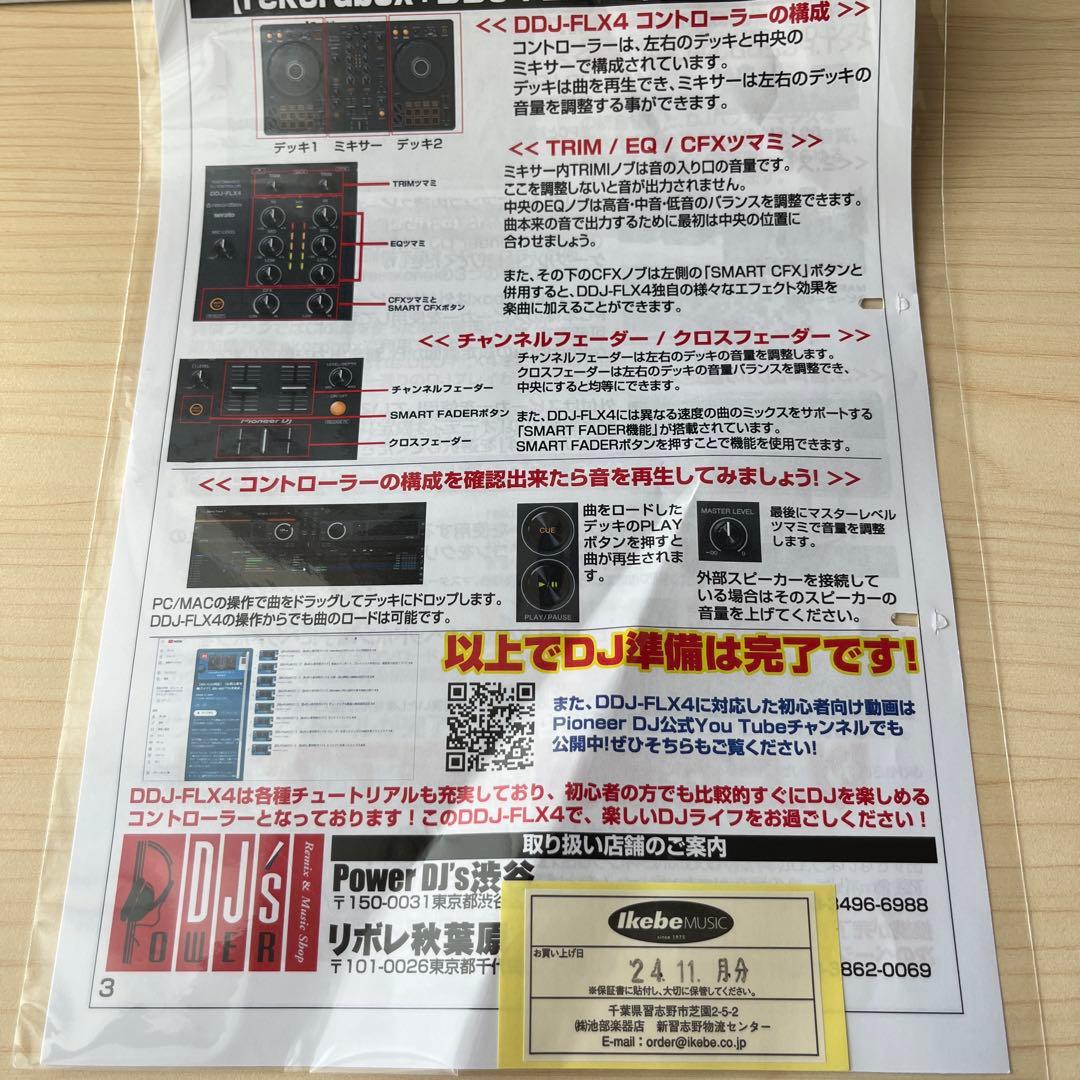 << DDJ-FLX4 コントローラーの構成 >>
コントローラーは、左右のデッキと中央の
ミキサーで構成されています。
デッキは曲を再生でき、ミキサーは左右のデッキの
音量を調整する事ができます。
デッキ1 ミキサー デッキ2
<< TRIM / EQ / CFXツマミ >>
ミキサー内TRIMノブは音の入り口の音量です。
ここを調整しないと音が出力されません。
中央のEQノブは高音・中音・低音のバランスを調整できます。
曲本来の音で出力するために最初は中央の位置に
合わせましょう。
また、その下のCFXノブは左側の「SMART CFX」ボタンと
併用すると、DDJ-FLX4独自の様々なエフェクト効果を
楽曲に加えることができます。
DDJ-FLX4
serato
MIC LEVEL
TRIMツマミ
EQツマミ
CFXツマミと
SMART CFXボタン
<< チャンネルフェーダー / クロスフェーダー >>
チャンネルフェーダーは左右のデッキの音量を調整します。
クロスフェーダーは左右のデッキの音量バランスを調整でき、
中央にすると均等にできます。
また、DDJ-FLX4には異なる速度の曲のミックスをサポートする
「SMART FADER機能」が搭載されています。
SMART FADERボタンを押すことで機能を使用できます。
チャンネルフェーダー
SMART FADERボタン
クロスフェーダー
Pioneer Dj
<< コントローラーの構成を確認出来たら音を再生してみましょう! >>
PC/MACの操作で曲をドラッグしてデッキにドロップします。
DDJ-FLX4の操作からでも曲のロードは可能です。
CUE
PLAY/PAUSE
曲をロードした
デッキのPLAY
ボタンを押すと
曲が再生されま
す。
MASTER LEVEL
最後にマスターレベル
ツマミで音量を調整
します。
外部スピーカーを接続して
いる場合はそのスピーカーの
音量を上げてください。
以上でDJ準備は完了です!
また、DDJ-FLX4に対応した初心者向け動画は
Pioneer DJ公式You Tubeチャンネルでも
公開中!ぜひそちらもご覧ください!
DDJ-FLX4は各種チュートリアルも充実しており、初心者の方でも比較的すぐにDJを楽しめる
コントローラーとなっております!このDDJ-FLX4で、楽しいDJライフをお過ごしください!
取り扱い店舗のご案内
POWER DJ's
Remix & Music Shop
Power DJ's渋谷
〒150-0031東京都渋谷
3496-6988
リボレ秋葉原
〒101-0026東京都千代
3862-0069
3
Ikebe MUSIC
since 1975
お買い上げ日
'24.11.月分
※保証書に貼付し、大切に保管してください。
千葉県習志野市芝園2-5-2
㈱池部楽器店 新習志野物流センター
E-mail：order@ikebe.co.jp